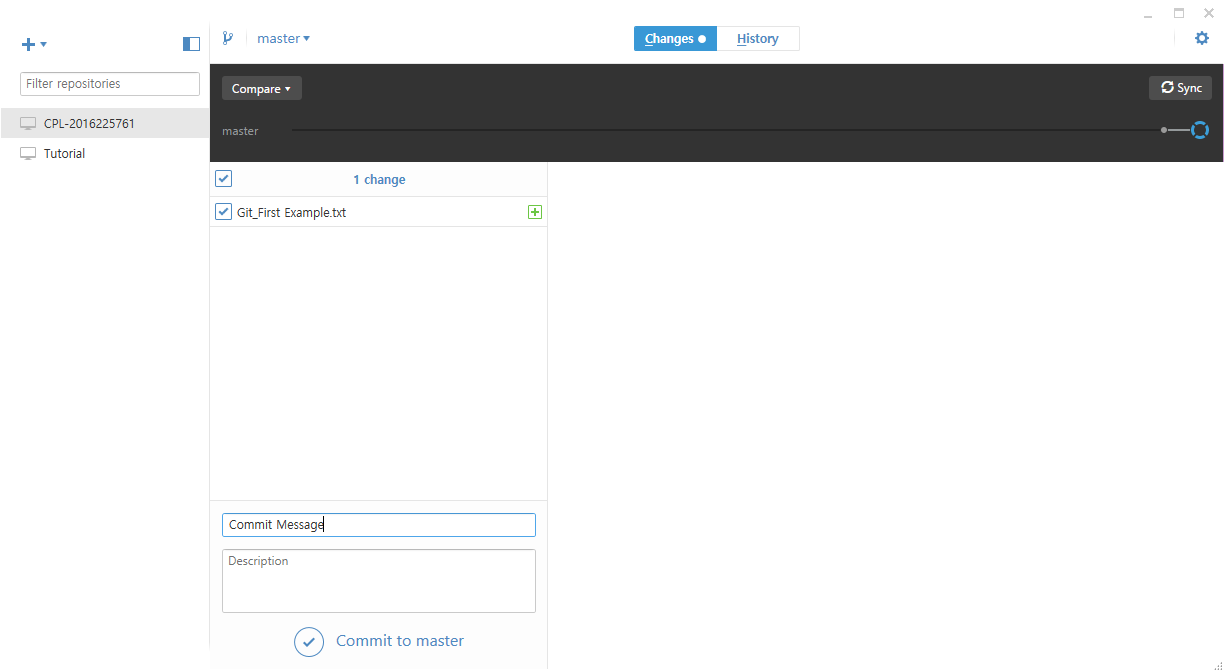 master
Changes
History
Filter repositories
Compare
Sync
CPL-2016225761
master
Tutorial
1 change
Git_First Example.txt
Commit Message
Description
Commit to master